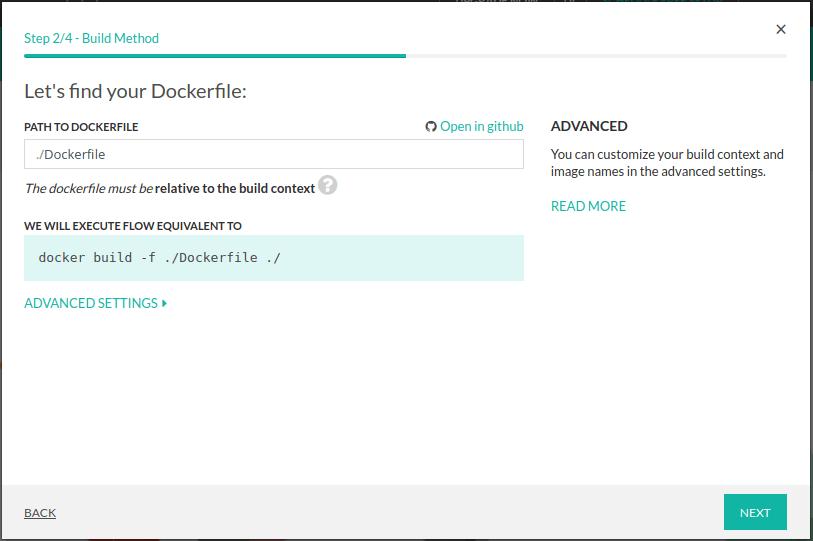 Step 2/4 - Build Method
×
Let's find your Dockerfile:
PATH TO DOCKERFILE
Open in github
./Dockerfile
The dockerfile must be relative to the build context ?
WE WILL EXECUTE FLOW EQUIVALENT TO
docker build -f ./Dockerfile ./
ADVANCED SETTINGS
ADVANCED
You can customize your build context and
image names in the advanced settings.
READ MORE
BACK
NEXT